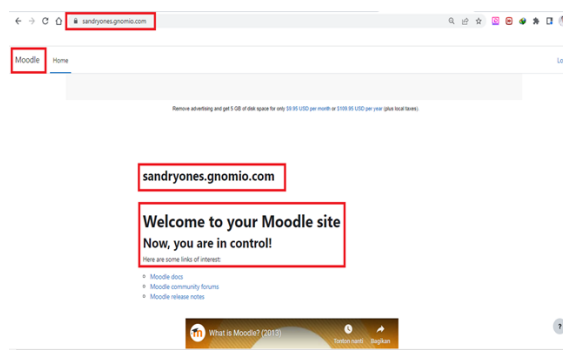 sandryones.gnomio.com
Moodle Home Lo
Remove advertising and get 5 GB of disk space for only $9.95 USD per month or $109.95 USD per year (plus local taxes).
sandryones.gnomio.com
Welcome to your Moodle site
Now, you are in control!
Here are some links of interest:
Moodle docs
Moodle community forums
Moodle release notes
m What is Moodle? (2013)
Tonton nanti Bagikan
?